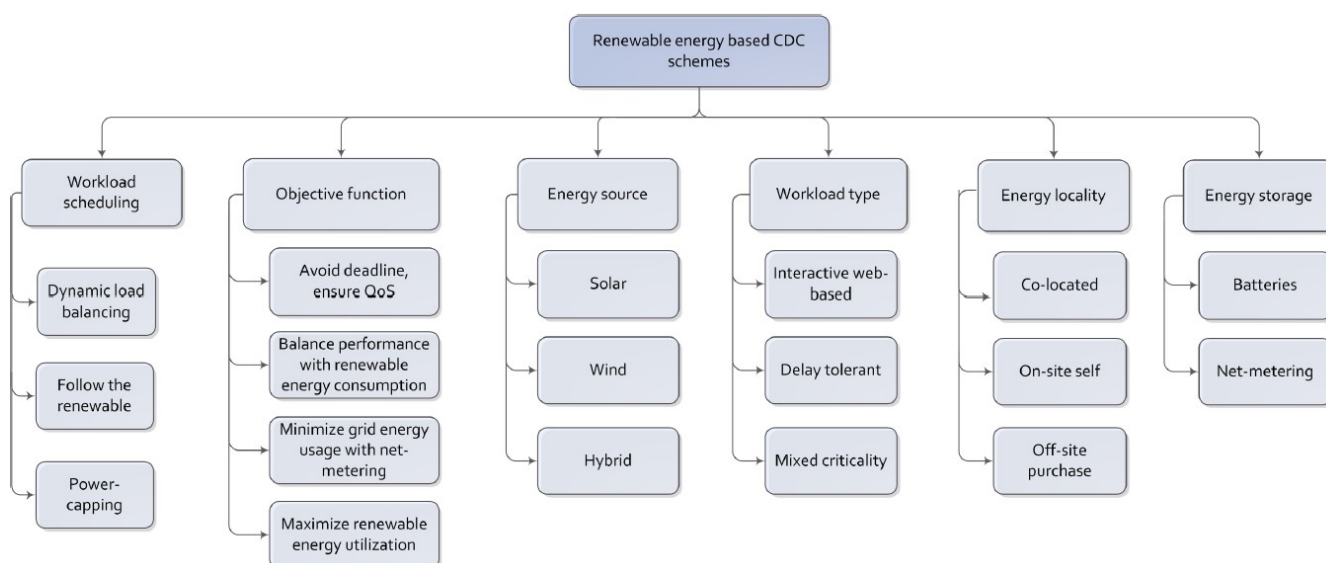 Renewable energy based CDC
schemes
Workload
scheduling
Dynamic load
balancing
Follow the
renewable
Power-
capping
Objective function
Avoid deadline,
ensure QoS
Balance performance
with renewable
energy consumption
Minimize grid energy
usage with net-
metering
Maximize renewable
energy utilization
Energy source
Solar
Wind
Hybrid
Workload type
Interactive web-
based
Delay tolerant
Mixed criticality
Energy locality
Co-located
On-site self
Off-site
purchase
Energy storage
Batteries
Net-metering